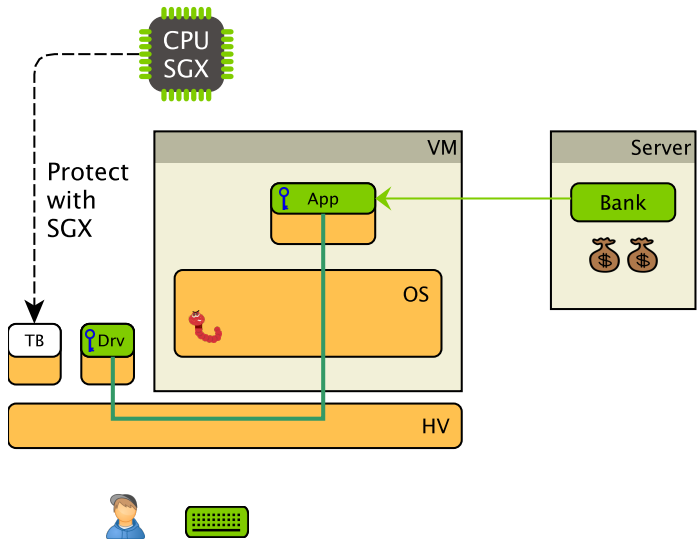 CPU
SGX
Protect
with
SGX
VM
Server
App
Bank
OS
TB
Drv
HV